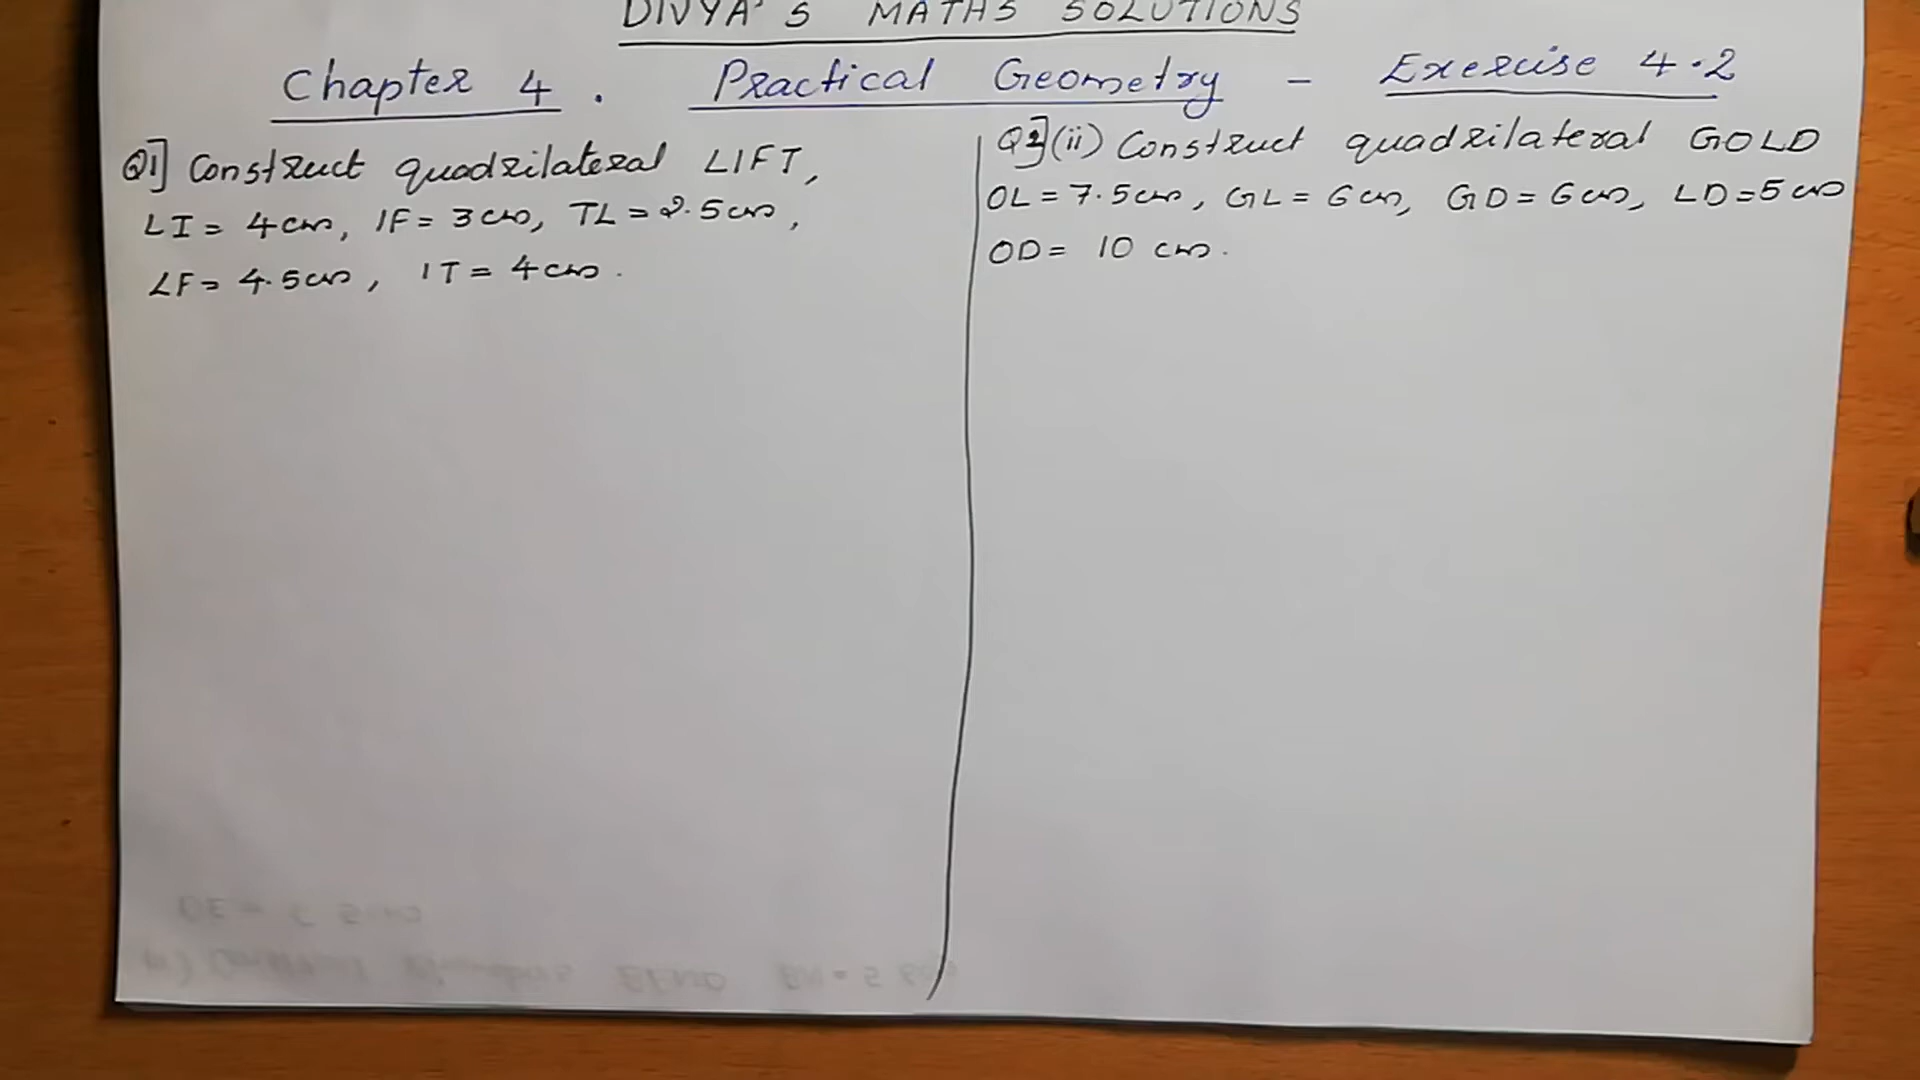 DIVYA'S MATHS SOLUTIONS
Chapter 4. Practical Geometry - Exercise 4.2
Q1] Construct quadrilateral LIFT,
LI = 4cm, IF = 3cm, TL = 2.5cm,
LF = 4.5cm, IT = 4cm.
Q2](ii) Construct quadrilateral GOLD
OL = 7.5cm, GL = 6cm, GD = 6cm, LD = 5cm
OD = 10 cm.